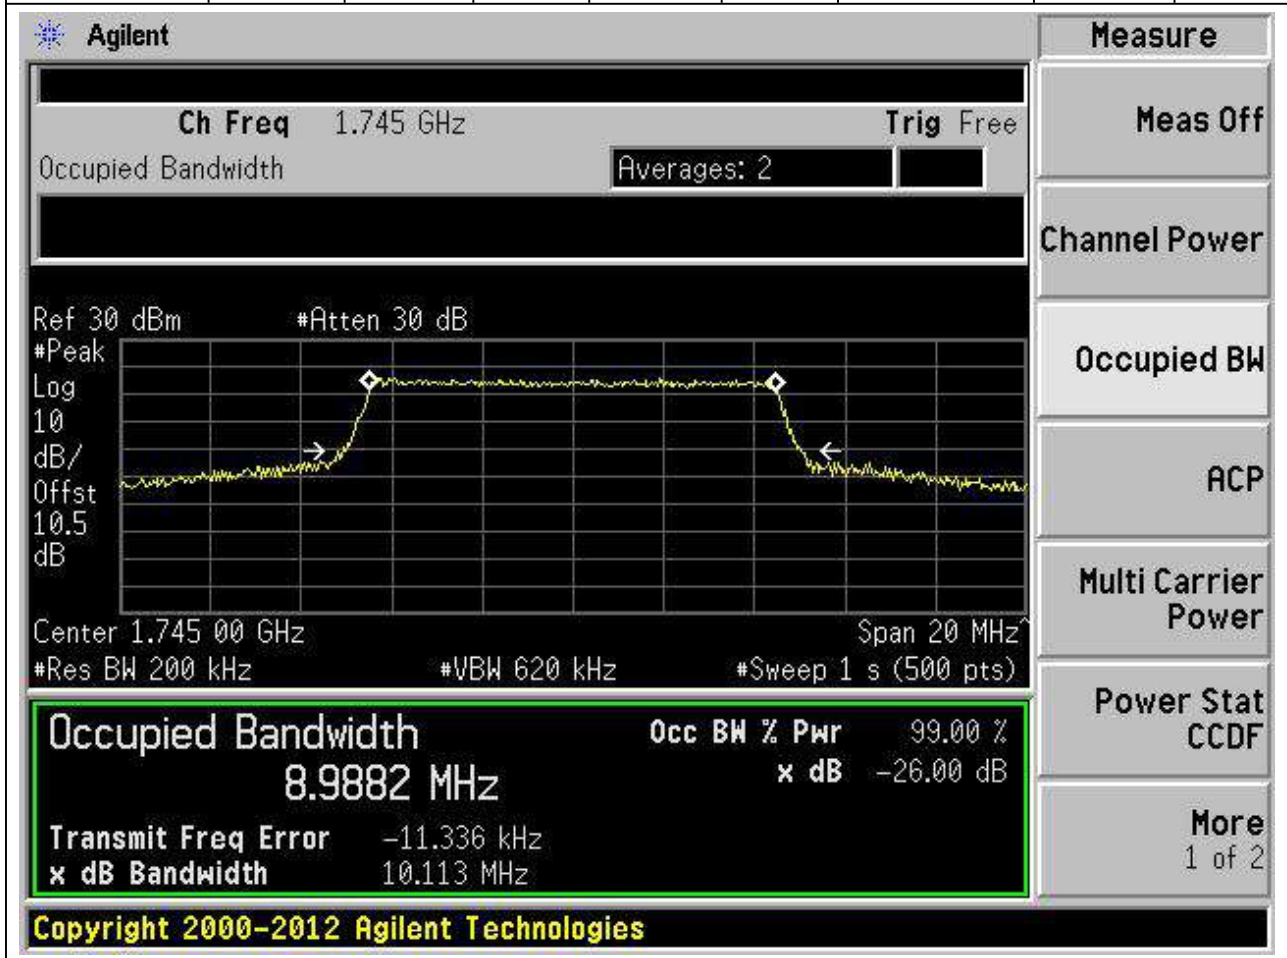 Agilent
Measure
Ch Freq 1.745 GHz Trig Free
Meas Off
Occupied Bandwidth Averages: 2
Channel Power
Ref 30 dBm #Atten 30 dB
#Peak
Log
10
dB/
Offst
10.5
dB
Occupied BW
ACP
Center 1.745 00 GHz Span 20 MHz^
#Res BW 200 kHz #VBW 620 kHz #Sweep 1 s (500 pts)
Multi Carrier
Power
Occupied Bandwidth Occ BW % Pwr 99.00 %
8.9882 MHz x dB -26.00 dB
Transmit Freq Error -11.336 kHz
x dB Bandwidth 10.113 MHz
Power Stat
CCDF
More
1 of 2
Copyright 2000-2012 Agilent Technologies